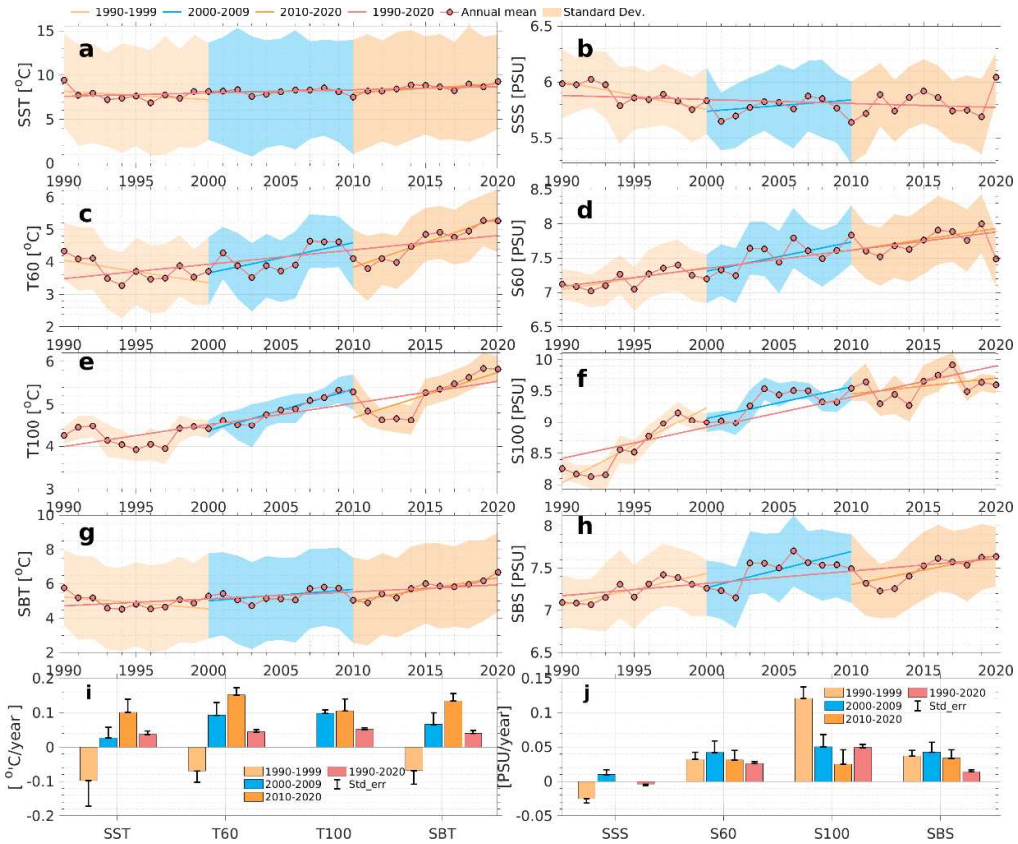 1990-1999 2000-2009 2010-2020 1990-2020 Annual mean Standard Dev.
a
SST [°C]
15
10
5
0
1990 1995 2000 2005 2010 2015 2020
b
SSS [PSU]
6.5
6
5.5
1990 1995 2000 2005 2010 2015 2020
c
T60 [°C]
6
5
4
3
2
1990 1995 2000 2005 2010 2015 2020
d
S60 [PSU]
8.5
8
7.5
7
6.5
1990 1995 2000 2005 2010 2015 2020
e
T100 [°C]
6
5
4
3
1990 1995 2000 2005 2010 2015 2020
f
S100 [PSU]
10
9.5
9
8.5
8
1990 1995 2000 2005 2010 2015 2020
g
SBT [°C]
10
8
6
4
2
1990 1995 2000 2005 2010 2015 2020
h
SBS [PSU]
8
7.5
7
6.5
1990 1995 2000 2005 2010 2015 2020
i
[ °'C/year ]
0.2
0.1
0
-0.1
-0.2
1990-1999 1990-2020
2000-2009 Std_err
2010-2020
SST T60 T100 SBT
j
[PSU/year]
0.15
0.1
0.05
0
-0.05
1990-1999 1990-2020
2000-2009 Std_err
2010-2020
SSS S60 S100 SBS